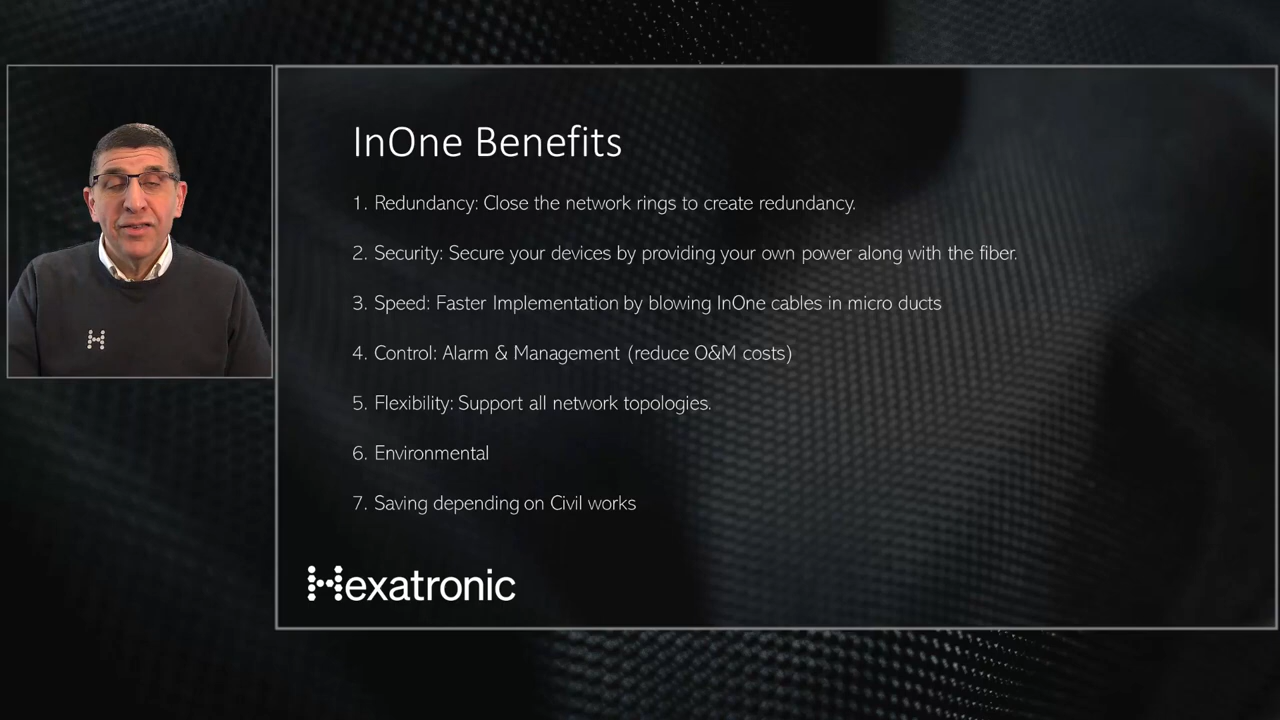 InOne Benefits
1. Redundancy: Close the network rings to create redundancy.
2. Security: Secure your devices by providing your own power along with the fiber.
3. Speed: Faster Implementation by blowing InOne cables in micro ducts
4. Control: Alarm & Management (reduce O&M costs)
5. Flexibility: Support all network topologies.
6. Environmental
7. Saving depending on Civil works
Hexatronic